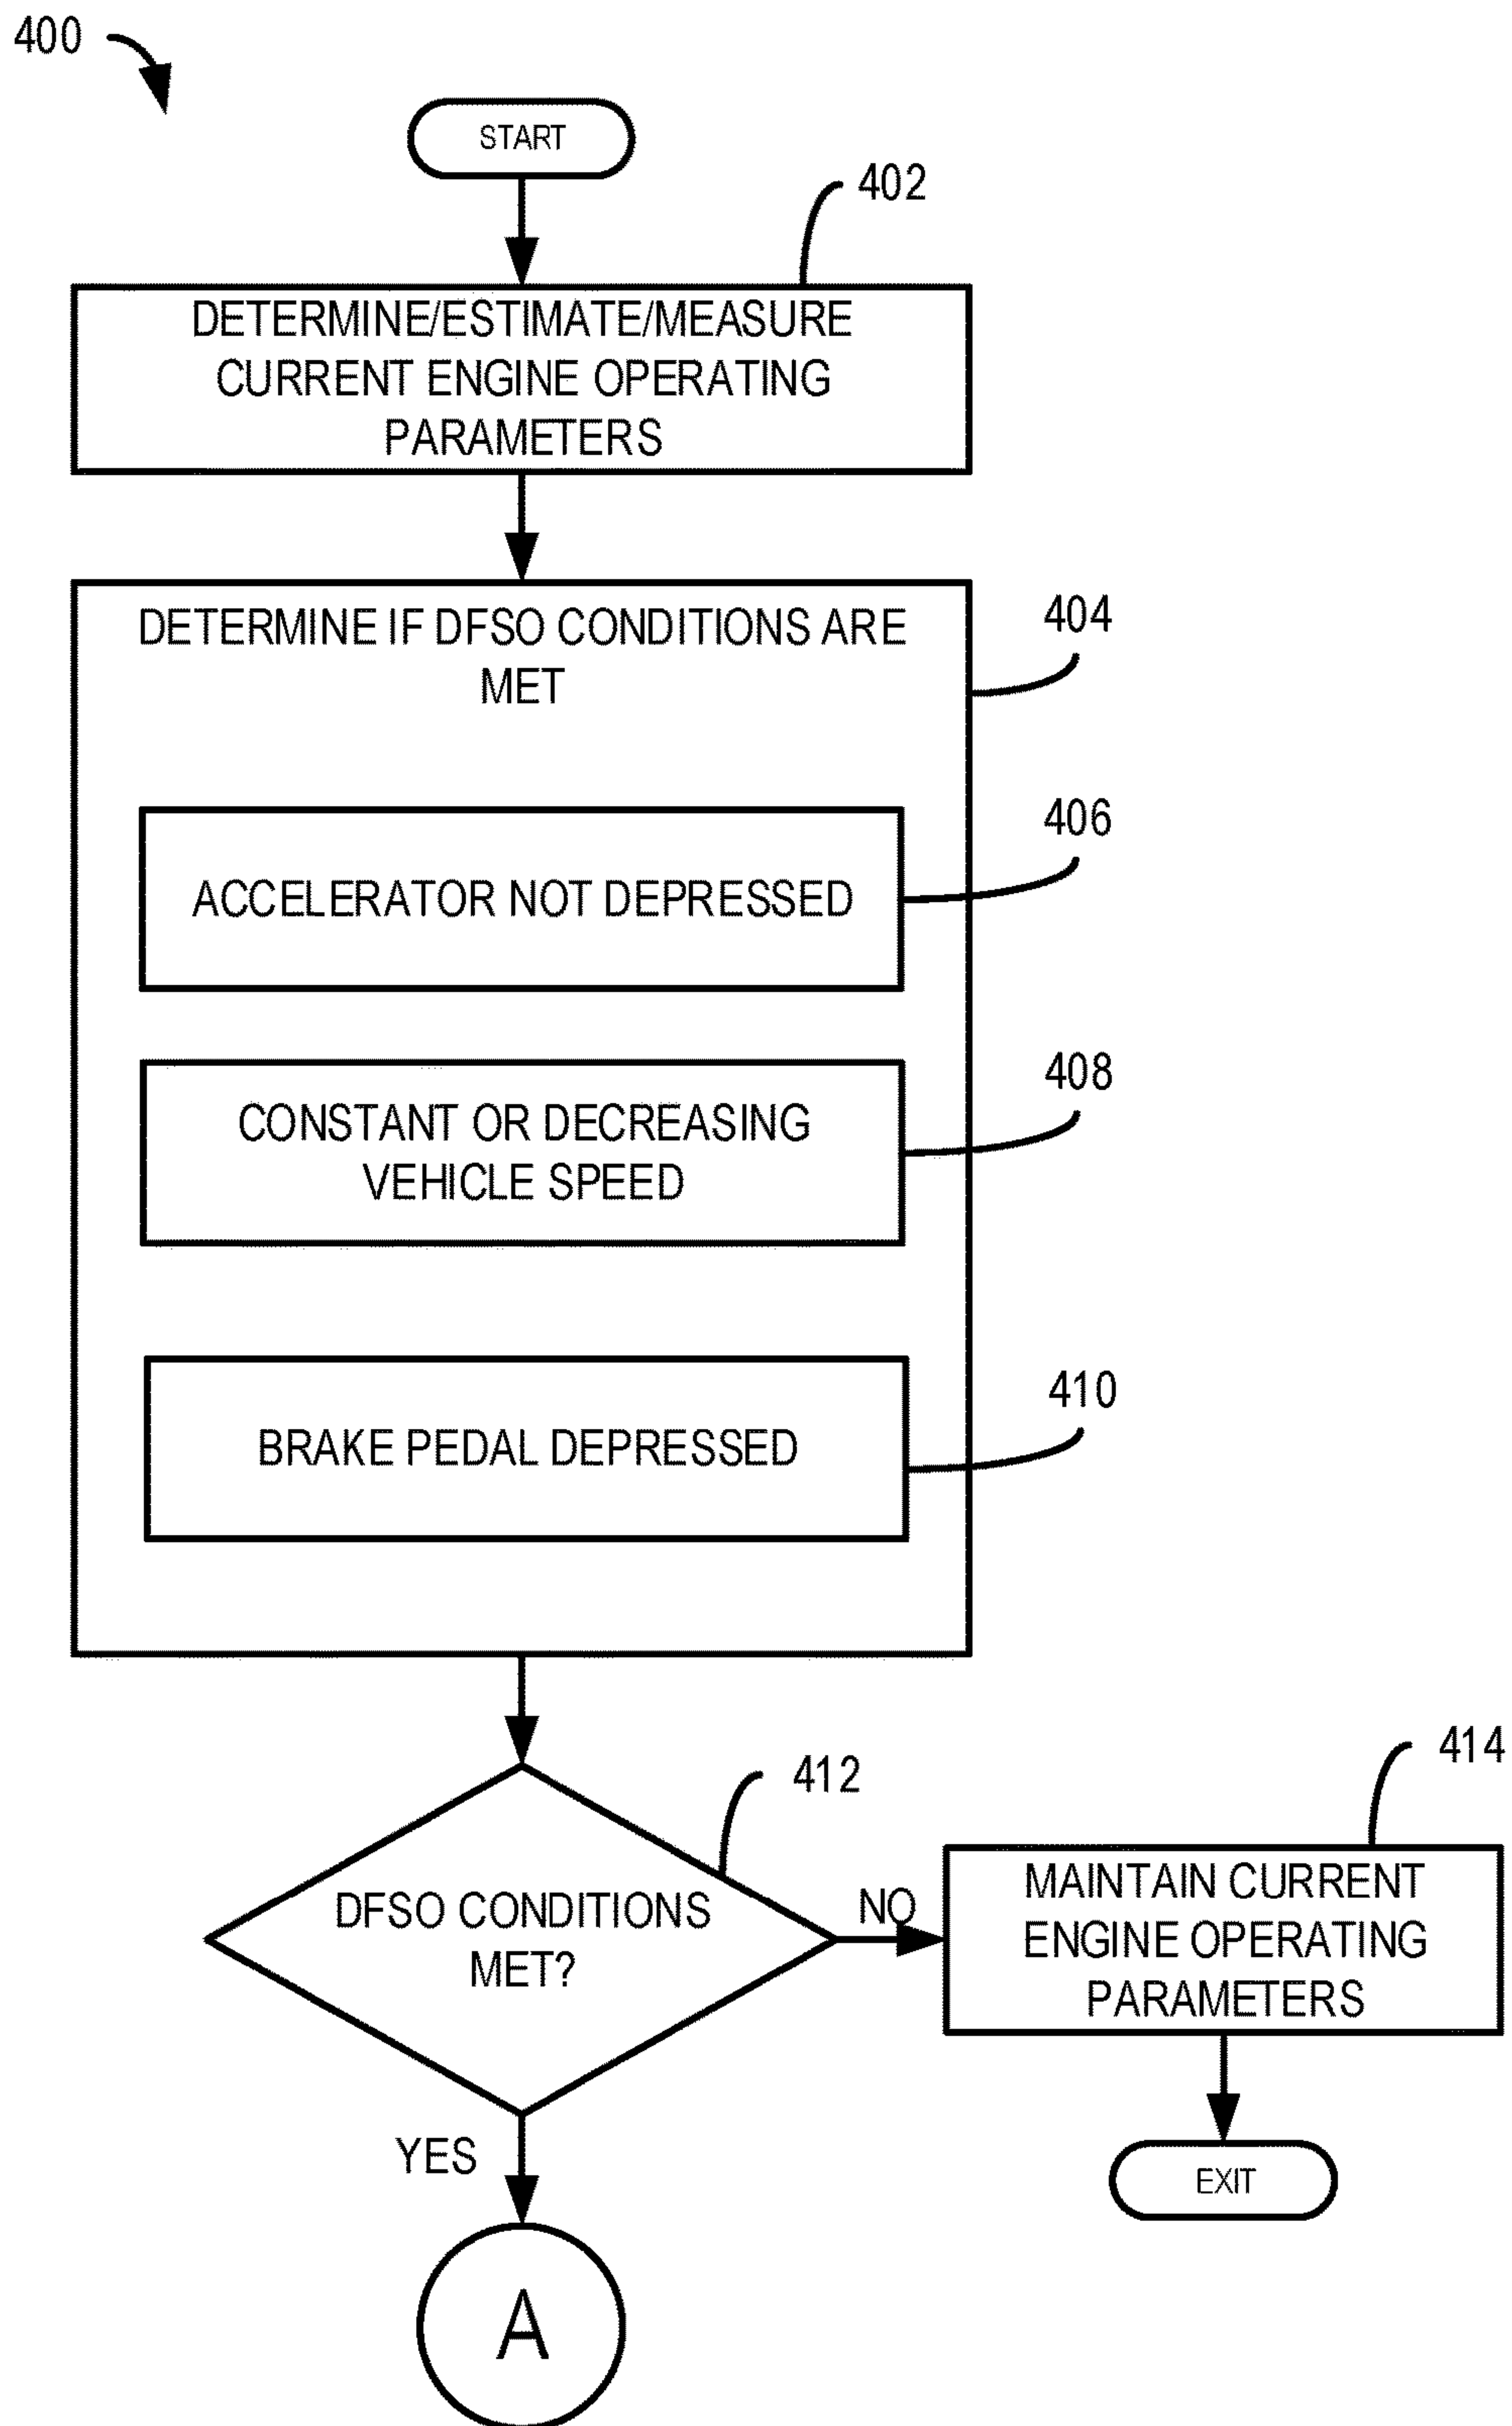 400
START
402
DETERMINE/ESTIMATE/MEASURE
CURRENT ENGINE OPERATING
PARAMETERS
DETERMINE IF DFSO CONDITIONS ARE
MET
404
406
ACCELERATOR NOT DEPRESSED
408
CONSTANT OR DECREASING
VEHICLE SPEED
410
BRAKE PEDAL DEPRESSED
412
414
DFSO CONDITIONS
MET?
NO
MAINTAIN CURRENT
ENGINE OPERATING
PARAMETERS
YES
EXIT
A